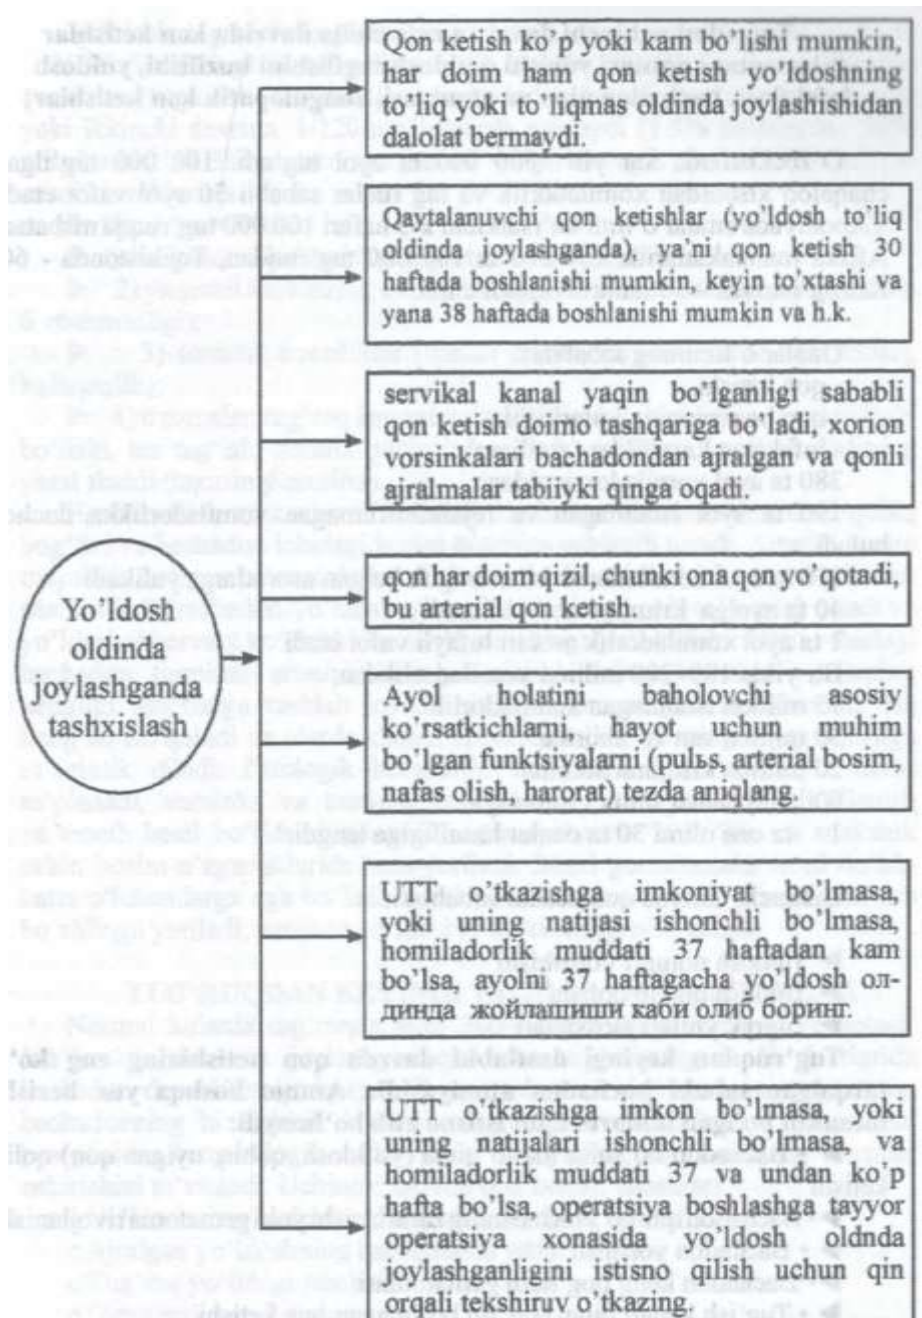 Qon ketish ko'p yoki kam bo'lishi mumkin,
har doim ham qon ketish yo'ldoshning
to'liq yoki to'liqmas oldinda joylashishidan
dalolat bermaydi.
Qaytalanuvchi qon ketishlar (yo'ldosh to'liq
oldinda joylashganda), ya'ni qon ketish 30
haftada boshlanishi mumkin, keyin to'xtashi va
yana 38 haftada boshlanishi mumkin va h.k.
servikal kanal yaqin bo'lganligi sababli
qon ketish doimo tashqariga bo'ladi, xorion
vorsinkalar bachadondan ajralgan va qonli
ajralmalar tabiiyki qinga oqadi.
qon har doim qizil, chunki ona qon yo'qotadi,
bu arterial qon ketish.
Yo'ldosh
oldinda
joylashganda
tashxislash
Ayol holatini baholovchi asosiy
ko'rsatkichlarni, hayot uchun muhim
bo'lgan funktsiyalarni (pulьs, arterial bosim,
nafas olish, harorat) tezda aniqlang.
UTT o'tkazishga imkoniyat bo'lmasa,
yoki uning natijasi ishonchli bo'lmasa,
homiladorlik muddati 37 haftadan kam
bo'lsa, ayolni 37 haftagacha yo'ldosh ол-
динда жойлашиши каби олиб боринг.
UTT o'tkazishga imkon bo'lmasa, yoki
uning natijalari ishonchli bo'lmasa, va
homiladorlik muddati 37 va undan ko'p
hafta bo'lsa, operatsiya boshlashga tayyor
operatsiya xonasida yo'ldosh oldnda
joylashganligini istisno qilish uchun qin
orqali tekshiruv o'tkazing.